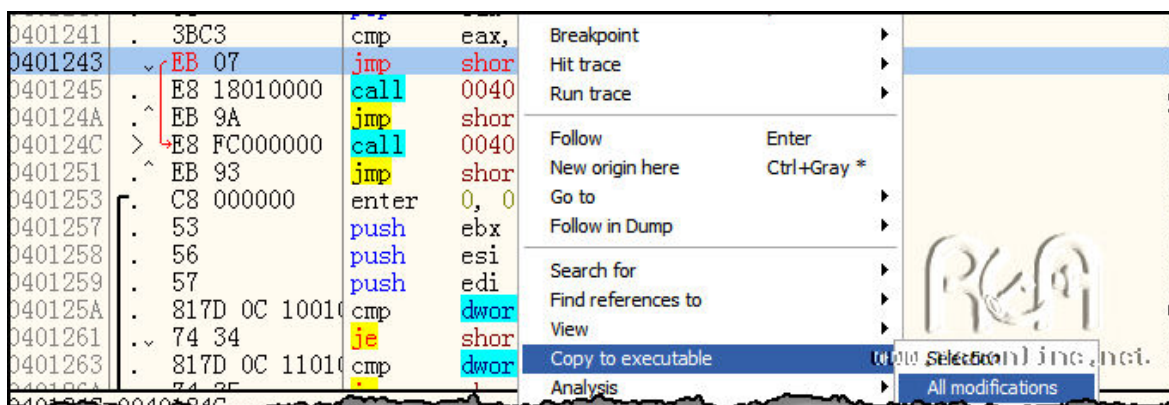 0401241 . 3BC3 cmp eax,
0401243 EB 07 jmp shor
0401245 . E8 18010000 call 0040
040124A .^ EB 9A jmp shor
040124C > E8 FC000000 call 0040
0401251 .^ EB 93 jmp shor
0401253 . C8 000000 enter 0, 0
0401257 . 53 push ebx
0401258 . 56 push esi
0401259 . 57 push edi
040125A . 817D 0C 1001 cmp dwor
0401261 . 74 34 je shor
0401263 . 817D 0C 1101 cmp dwor
Breakpoint
Hit trace
Run trace
Follow Enter
New origin here Ctrl+Gray *
Go to
Follow in Dump
Search for
Find references to
View
Copy to executable
Analysis
Selection
All modifications